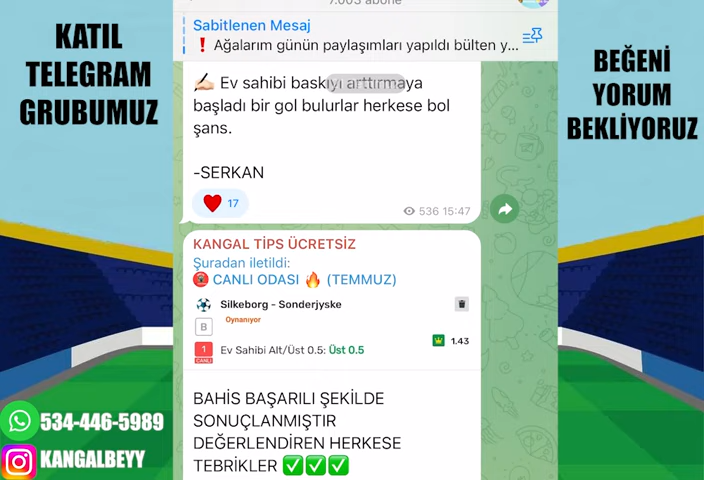 7.003 abone
KATIL
TELEGRAM
GRUBUMUZ
Sabitlenen Mesaj
❗ Ağalarım günün paylaşımları yapıldı bülten y...
BEĞENİ
YORUM
BEKLİYORUZ
✍🏻 Ev sahibi baskıyı arttırmaya
başladı bir gol bulurlar herkese bol
şans.
-SERKAN
❤️ 17
536 15:47
KANGAL TİPS ÜCRETSİZ
Şuradan iletildi:
CANLI ODASI 🔥 (TEMMUZ)
Silkeborg - Sonderjyske
B
Oynanıyor
1
CANLI
Ev Sahibi Alt/Üst 0.5: Üst 0.5
1.43
BAHİS BAŞARILI ŞEKİLDE
SONUÇLANMIŞTIR
DEĞERLENDİREN HERKESE
TEBRİKLER ✅✅✅
534-446-5989
KANGALBEYY